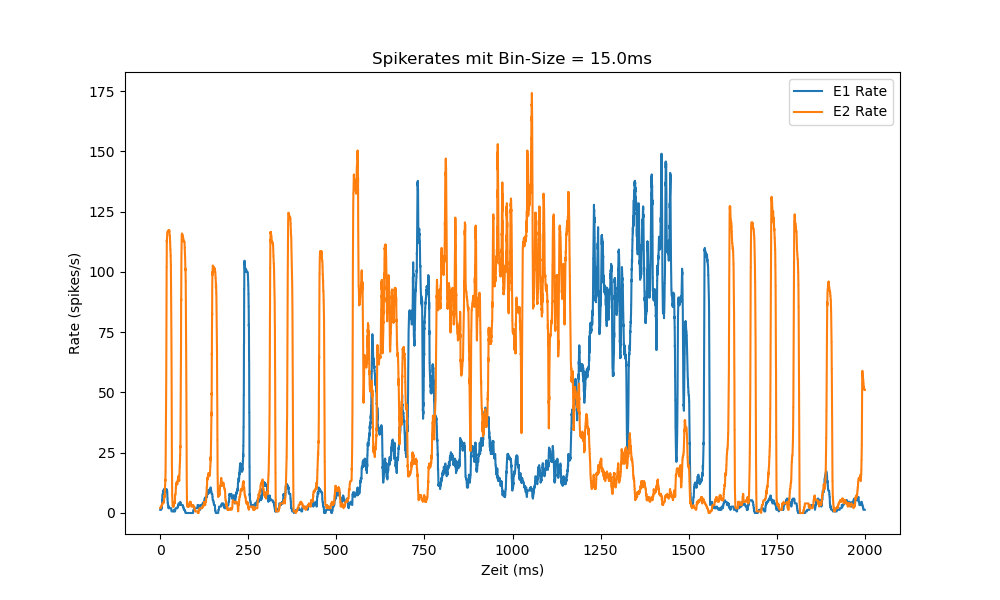 Spikerates mit Bin-Size = 15.0ms
E1 Rate
E2 Rate
Rate (spikes/s)
175
150
125
100
75
50
25
0
0 250 500 750 1000 1250 1500 1750 2000
Zeit (ms)